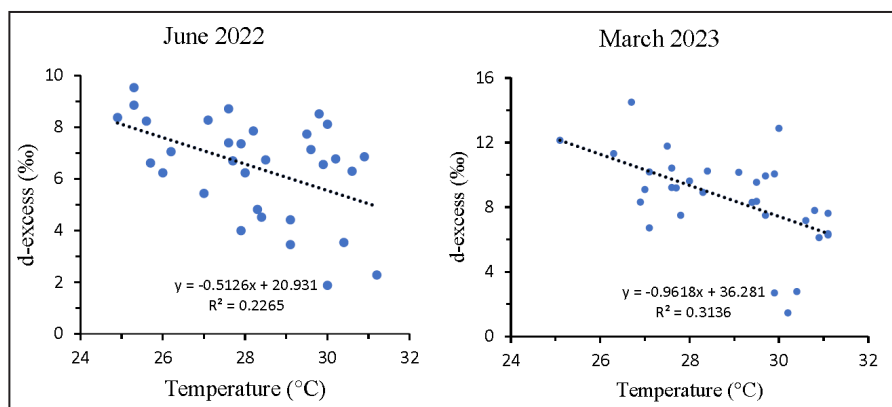 June 2022
10
8
6
4
2
0
d-excess (‰)
y = -0.5126x + 20.931
R² = 0.2265
24 26 28 30 32
Temperature (°C)
March 2023
16
12
8
4
0
d-excess (‰)
y = -0.9618x + 36.281
R² = 0.3136
24 26 28 30 32
Temperature (°C)